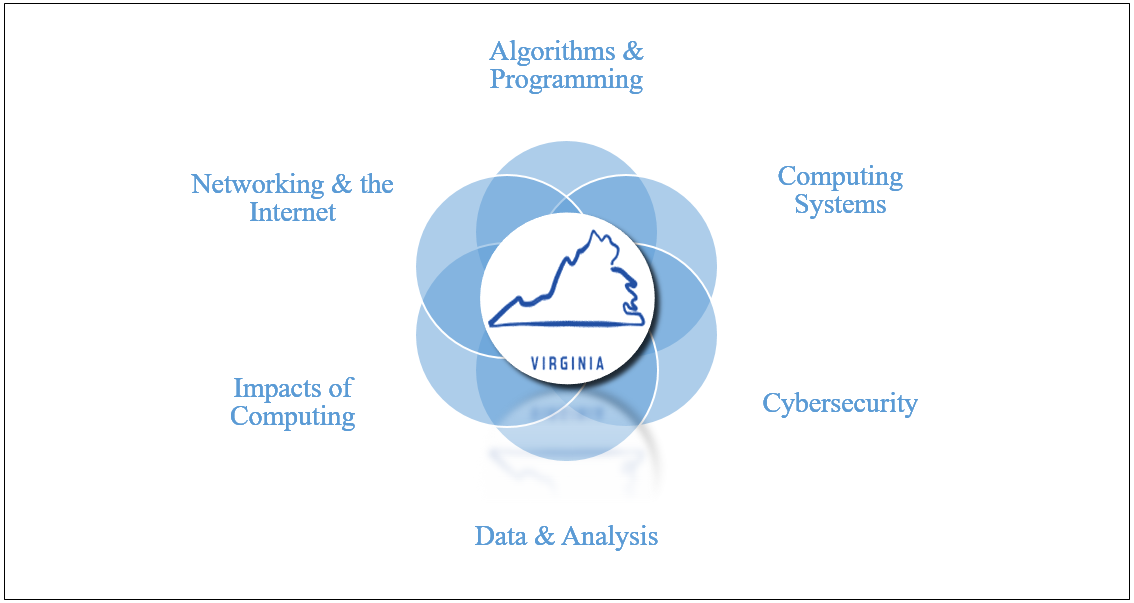 Algorithms &
Programming
Computing
Systems
Networking & the
Internet
VIRGINIA
Impacts of
Computing
Cybersecurity
Data & Analysis